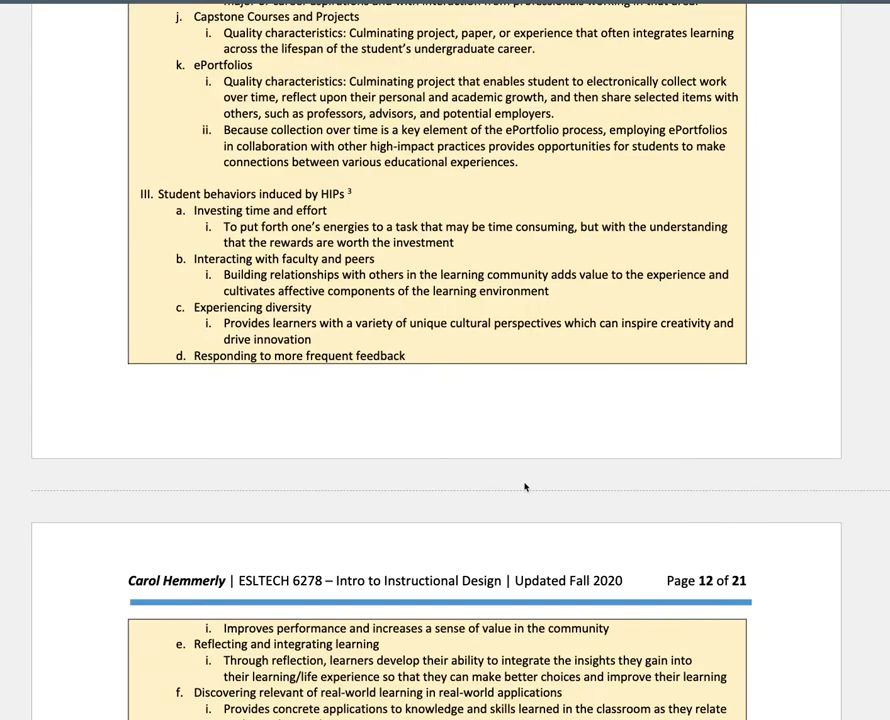 j. Capstone Courses and Projects
i. Quality characteristics: Culminating project, paper, or experience that often integrates learning
across the lifespan of the student's undergraduate career.
k. ePortfolios
i. Quality characteristics: Culminating project that enables student to electronically collect work
over time, reflect upon their personal and academic growth, and then share selected items with
others, such as professors, advisors, and potential employers.
ii. Because collection over time is a key element of the ePortfolio process, employing ePortfolios
in collaboration with other high-impact practices provides opportunities for students to make
connections between various educational experiences.
III. Student behaviors induced by HIPs ³
a. Investing time and effort
i. To put forth one's energies to a task that may be time consuming, but with the understanding
that the rewards are worth the investment
b. Interacting with faculty and peers
i. Building relationships with others in the learning community adds value to the experience and
cultivates affective components of the learning environment
c. Experiencing diversity
i. Provides learners with a variety of unique cultural perspectives which can inspire creativity and
drive innovation
d. Responding to more frequent feedback
Carol Hemmerly | ESLTECH 6278 – Intro to Instructional Design | Updated Fall 2020 Page 12 of 21
i. Improves performance and increases a sense of value in the community
e. Reflecting and integrating learning
i. Through reflection, learners develop their ability to integrate the insights they gain into
their learning/life experience so that they can make better choices and improve their learning
f. Discovering relevant of real-world learning in real-world applications
i. Provides concrete applications to knowledge and skills learned in the classroom as they relate